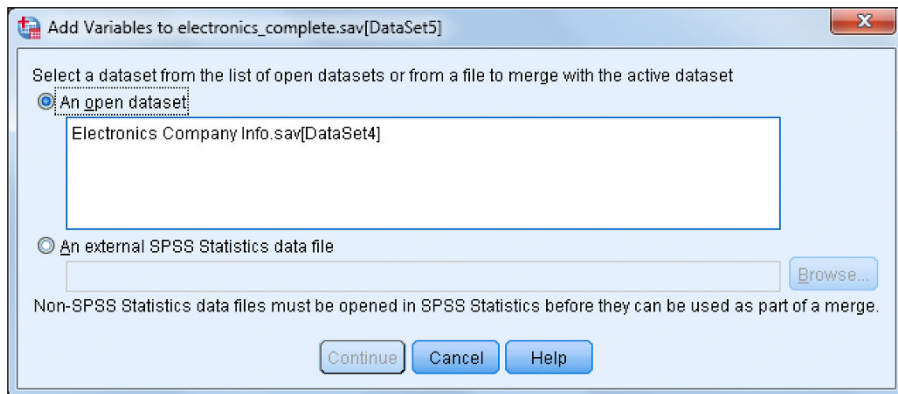 Add Variables to electronics_complete.sav[DataSet5]
Select a dataset from the list of open datasets or from a file to merge with the active dataset
An open dataset
Electronics Company Info.sav[DataSet4]
An external SPSS Statistics data file
Browse...
Non-SPSS Statistics data files must be opened in SPSS Statistics before they can be used as part of a merge.
Continue Cancel Help